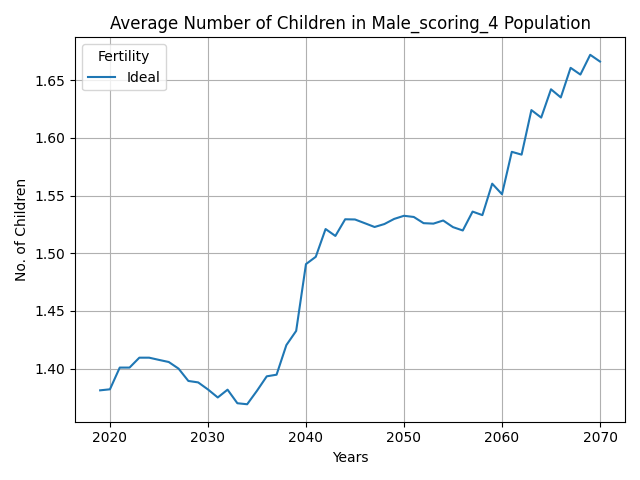 Average Number of Children in Male_scoring_4 Population
Fertility
Ideal
No. of Children
1.65
1.60
1.55
1.50
1.45
1.40
2020 2030 2040 2050 2060 2070
Years